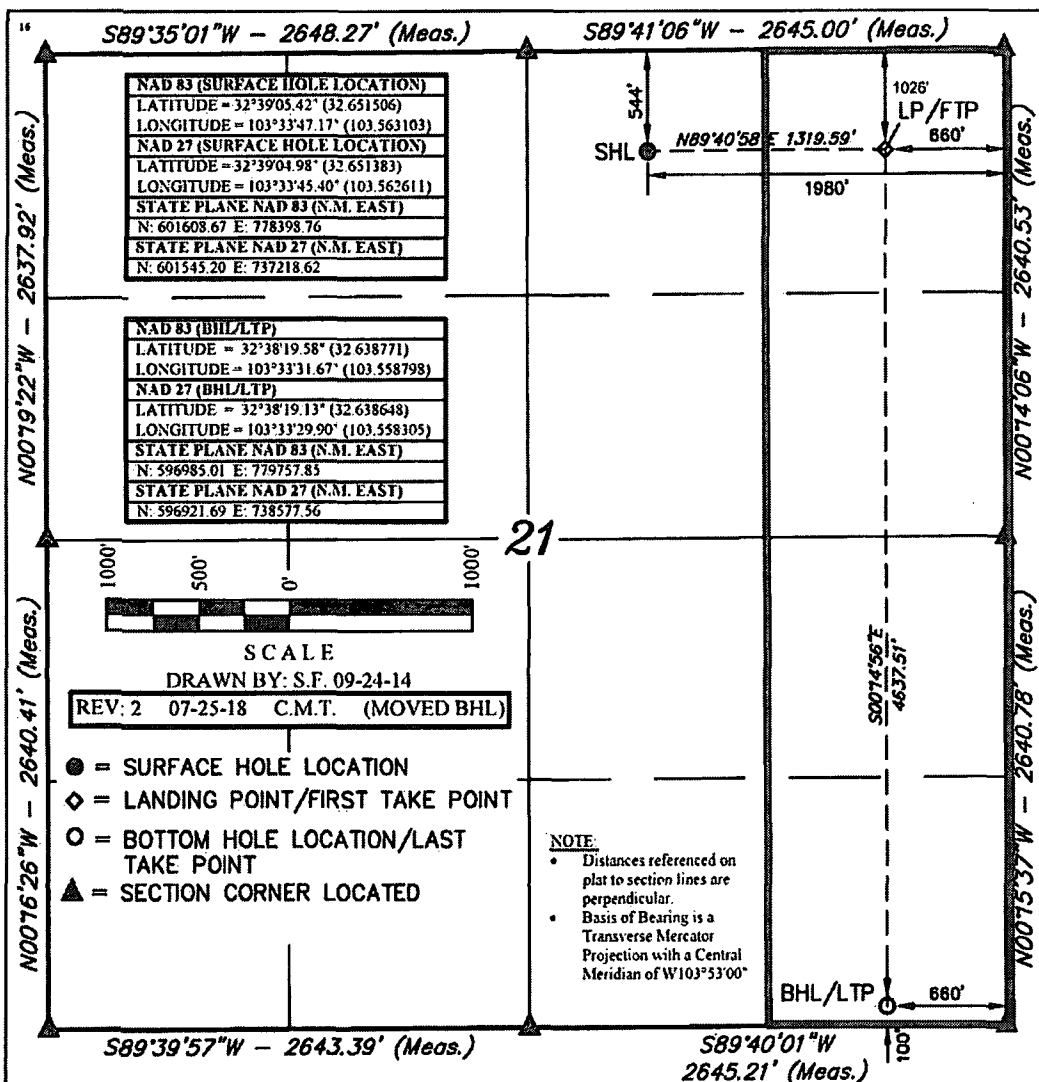 16
S89°35'01"W – 2648.27' (Meas.)
S89°41'06"W – 2645.00' (Meas.)
NAD 83 (SURFACE HOLE LOCATION)
LATITUDE = 32°39'05.42" (32.651506)
LONGITUDE = 103°33'47.17" (103.563103)
NAD 27 (SURFACE HOLE LOCATION)
LATITUDE = 32°39'04.98" (32.651383)
LONGITUDE = 103°33'45.40" (103.562611)
STATE PLANE NAD 83 (N.M. EAST)
N: 601608.67 E: 778398.76
STATE PLANE NAD 27 (N.M. EAST)
N: 601545.20 E: 737218.62
544'
1026'
LP/FTP
660'
SHL
N89°40'58"E 1319.59'
1980'
N00°19'22"W – 2637.92' (Meas.)
N00°14'06"W – 2640.53' (Meas.)
NAD 83 (BHL/LTP)
LATITUDE = 32°38'19.58" (32.638771)
LONGITUDE = 103°33'31.67" (103.558798)
NAD 27 (BHL/LTP)
LATITUDE = 32°38'19.13" (32.638648)
LONGITUDE = 103°33'29.90" (103.558305)
STATE PLANE NAD 83 (N.M. EAST)
N: 596985.01 E: 779757.85
STATE PLANE NAD 27 (N.M. EAST)
N: 596921.69 E: 738577.56
21
1000'
500'
0'
1000'
SCALE
DRAWN BY: S.F. 09-24-14
REV: 2 07-25-18 C.M.T. (MOVED BHL)
S00°14'56"E
4637.51'
N00°16'26"W – 2640.41' (Meas.)
N00°15'37"W – 2640.78' (Meas.)
= SURFACE HOLE LOCATION
= LANDING POINT/FIRST TAKE POINT
= BOTTOM HOLE LOCATION/LAST
TAKE POINT
= SECTION CORNER LOCATED
NOTE:
• Distances referenced on
plat to section lines are
perpendicular.
• Basis of Bearing is a
Transverse Mercator
Projection with a Central
Meridian of W103°53'00"
BHL/LTP
660'
100'
S89°39'57"W – 2643.39' (Meas.)
S89°40'01"W
2645.21' (Meas.)